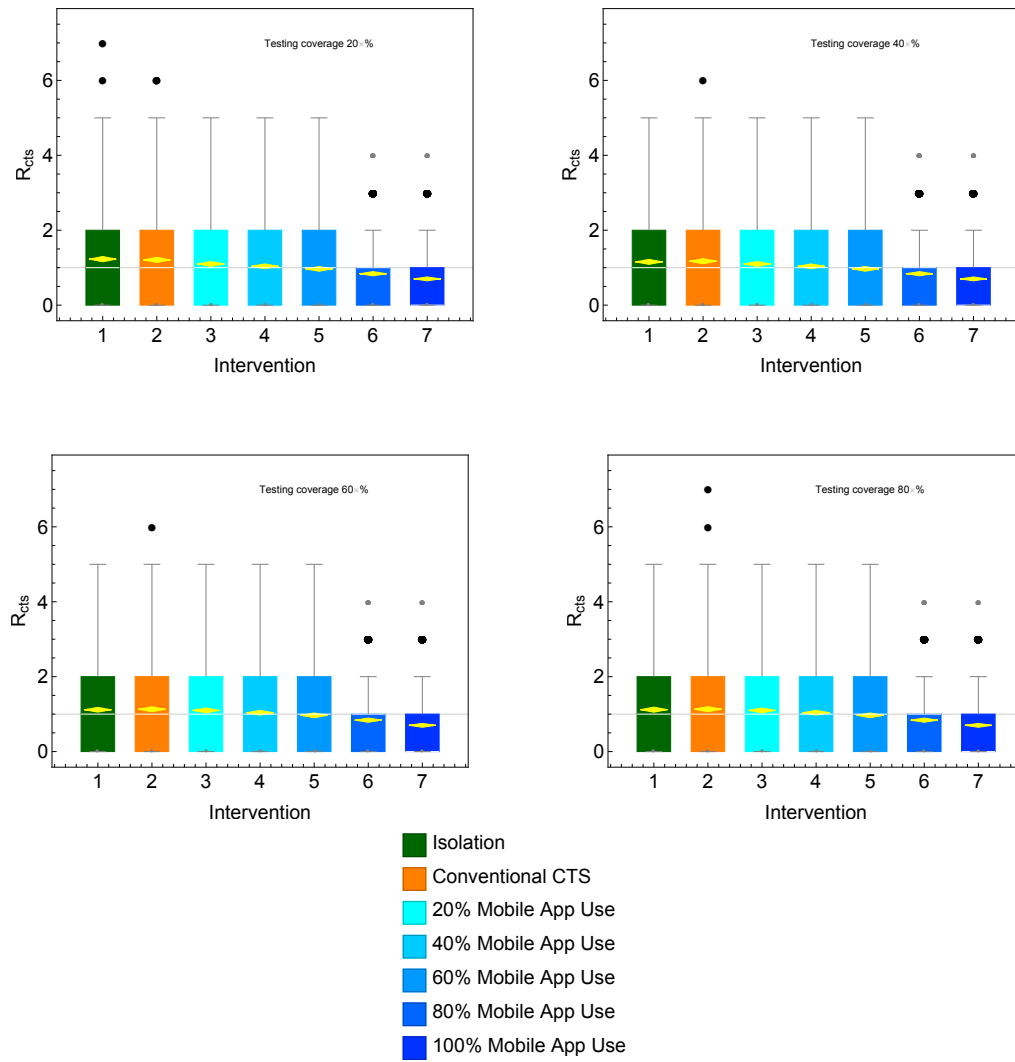 Testing coverage 20×%
6
4
2
0
R_cts
1 2 3 4 5 6 7
Intervention
Testing coverage 40×%
6
4
2
0
R_cts
1 2 3 4 5 6 7
Intervention
Testing coverage 60×%
6
4
2
0
R_cts
1 2 3 4 5 6 7
Intervention
Testing coverage 80×%
6
4
2
0
R_cts
1 2 3 4 5 6 7
Intervention
Isolation
Conventional CTS
20% Mobile App Use
40% Mobile App Use
60% Mobile App Use
80% Mobile App Use
100% Mobile App Use